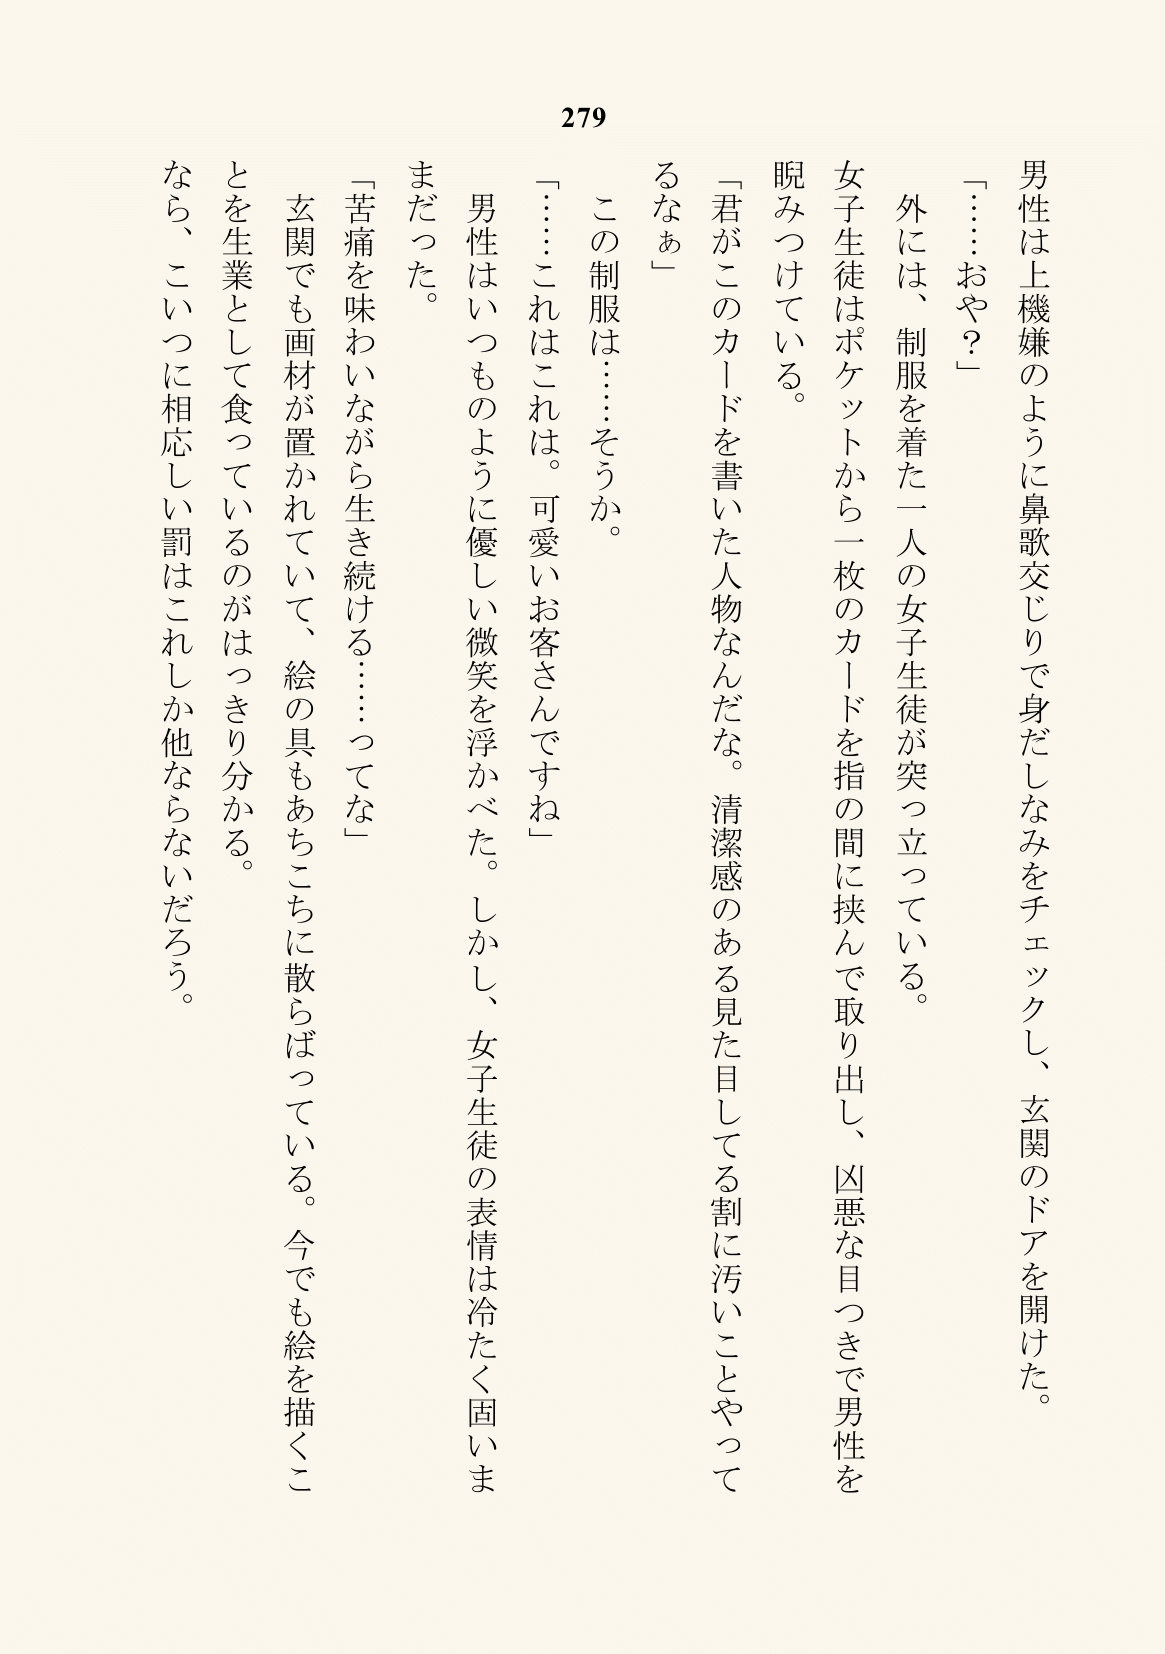 279
男性は上機嫌のように鼻歌交じりで身だしなみをチェックし、玄関のドアを開けた。
「……おや？」
　外には、制服を着た一人の女子生徒が突っ立っている。
女子生徒はポケットから一枚のカードを指の間に挟んで取り出し、凶悪な目つきで男性を
睨みつけている。
「君がこのカードを書いた人物なんだな。清潔感のある見た目してる割に汚いことやって
るなぁ」
　この制服は……そうか。
「……これはこれは。可愛いお客さんですね」
　男性はいつものように優しい微笑を浮かべた。しかし、女子生徒の表情は冷たく固いま
まだった。
「苦痛を味わいながら生き続ける……ってな」
　玄関でも画材が置かれていて、絵の具もあちこちに散らばっている。今でも絵を描くこ
とを生業として食っているのがはっきり分かる。
なら、こいつに相応しい罰はこれしか他ならないだろう。